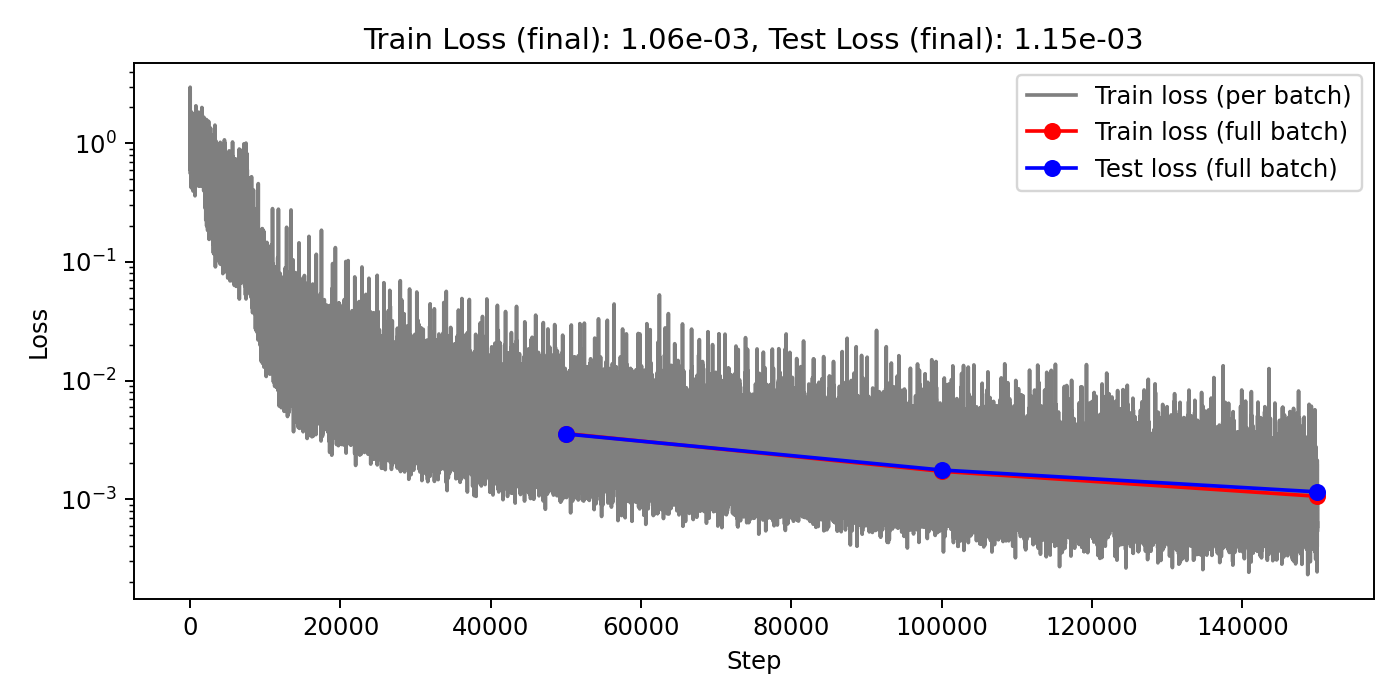 Train Loss (final): 1.06e-03, Test Loss (final): 1.15e-03
Train loss (per batch)
Train loss (full batch)
Test loss (full batch)
Loss
10⁰
10⁻¹
10⁻²
10⁻³
0 20000 40000 60000 80000 100000 120000 140000
Step